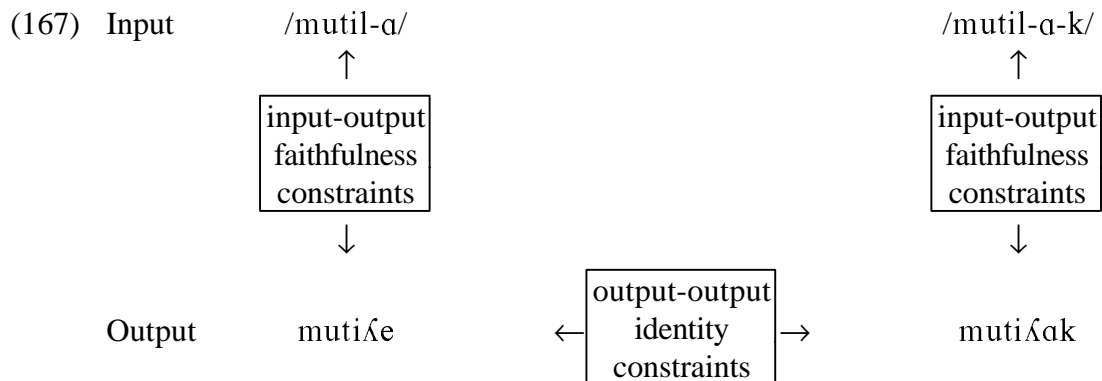 (167) Input /mutil-ɑ/ /mutil-ɑ-k/
↑ ↑
input-output input-output
faithfulness faithfulness
constraints constraints
↓ ↓
output-output
Output mutiʎe ← identity → mutiʎɑk
constraints